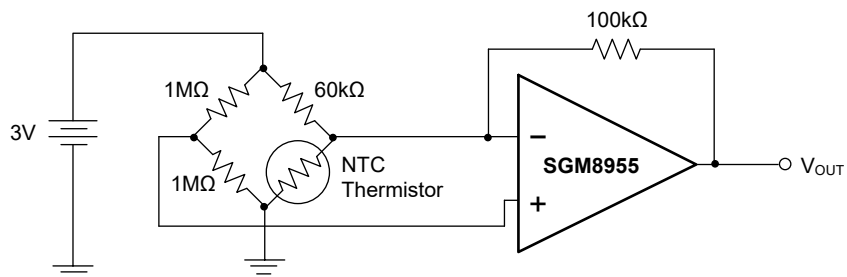 100kΩ
1MΩ
60kΩ
3V
1MΩ
NTC
Thermistor
−
SGM8955
+
VOUT